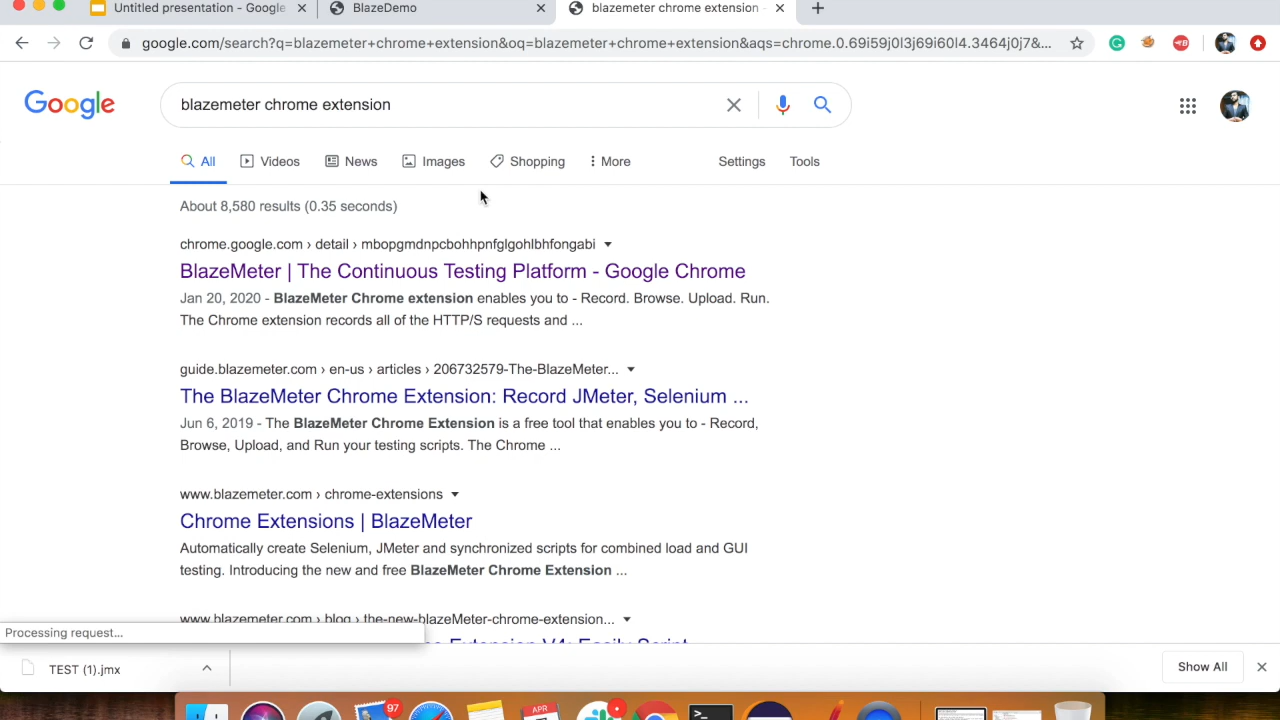 Untitled presentation - Google
BlazeDemo
blazemeter chrome extension -
google.com/search?q=blazemeter+chrome+extension&oq=blazemeter+chrome+extension&aqs=chrome.0.69i59j0l3j69i60l4.3464j0j7&...
Google
blazemeter chrome extension
All
Videos
News
Images
Shopping
More
Settings
Tools
About 8,580 results (0.35 seconds)
chrome.google.com › detail › mbopgmdnpcbohhpnfglgohlbhfongabi
BlazeMeter | The Continuous Testing Platform - Google Chrome
Jan 20, 2020 - BlazeMeter Chrome extension enables you to - Record. Browse. Upload. Run.
The Chrome extension records all of the HTTP/S requests and ...
guide.blazemeter.com › en-us › articles › 206732579-The-BlazeMeter...
The BlazeMeter Chrome Extension: Record JMeter, Selenium ...
Jun 6, 2019 - The BlazeMeter Chrome Extension is a free tool that enables you to - Record,
Browse, Upload, and Run your testing scripts. The Chrome ...
www.blazemeter.com › chrome-extensions
Chrome Extensions | BlazeMeter
Automatically create Selenium, JMeter and synchronized scripts for combined load and GUI
testing. Introducing the new and free BlazeMeter Chrome Extension ...
www.blazemeter.com › blog › the-new-blazeMeter-chrome-extension...
Extension V4: Easily Script
Processing request...
TEST (1).jmx
Show All
97
APR